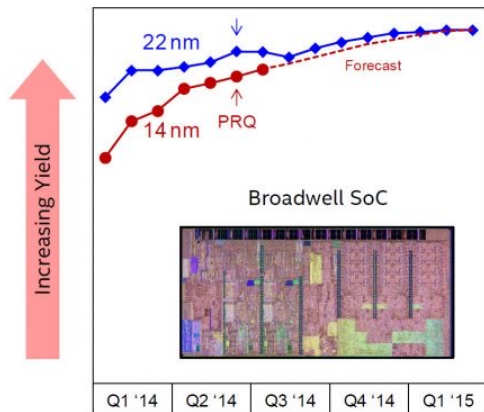 22 nm
Forecast
14 nm
PRQ
Increasing Yield
Broadwell SoC
Q1 '14
Q2 '14
Q3 '14
Q4 '14
Q1 '15